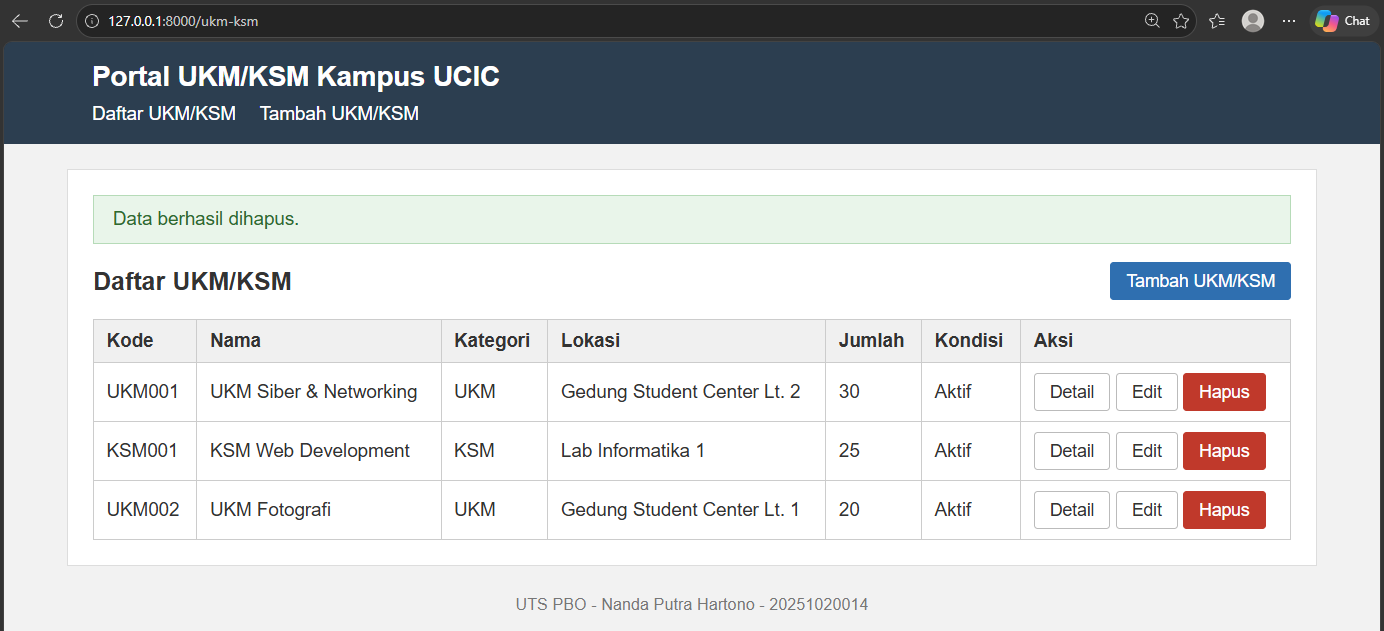 127.0.0.1:8000/ukm-ksm
Chat
Portal UKM/KSM Kampus UCIC
Daftar UKM/KSM Tambah UKM/KSM
Data berhasil dihapus.
Daftar UKM/KSM Tambah UKM/KSM
Kode Nama Kategori Lokasi Jumlah Kondisi Aksi
UKM001 UKM Siber & Networking UKM Gedung Student Center Lt. 2 30 Aktif Detail Edit Hapus
KSM001 KSM Web Development KSM Lab Informatika 1 25 Aktif Detail Edit Hapus
UKM002 UKM Fotografi UKM Gedung Student Center Lt. 1 20 Aktif Detail Edit Hapus
UTS PBO - Nanda Putra Hartono - 20251020014